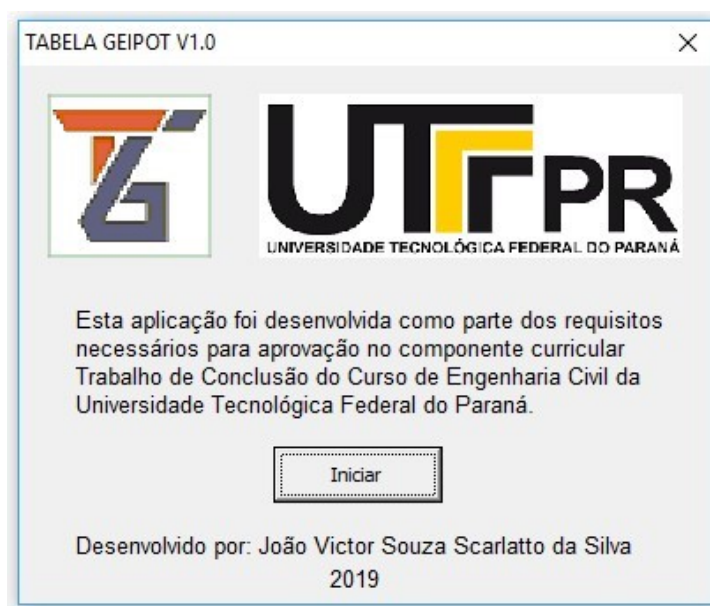 TABELA GEIPOT V1.0
TG
UTFPR
UNIVERSIDADE TECNOLÓGICA FEDERAL DO PARANÁ
Esta aplicação foi desenvolvida como parte dos requisitos
necessários para aprovação no componente curricular
Trabalho de Conclusão do Curso de Engenharia Civil da
Universidade Tecnológica Federal do Paraná.
Iniciar
Desenvolvido por: João Victor Souza Scarlatto da Silva
2019